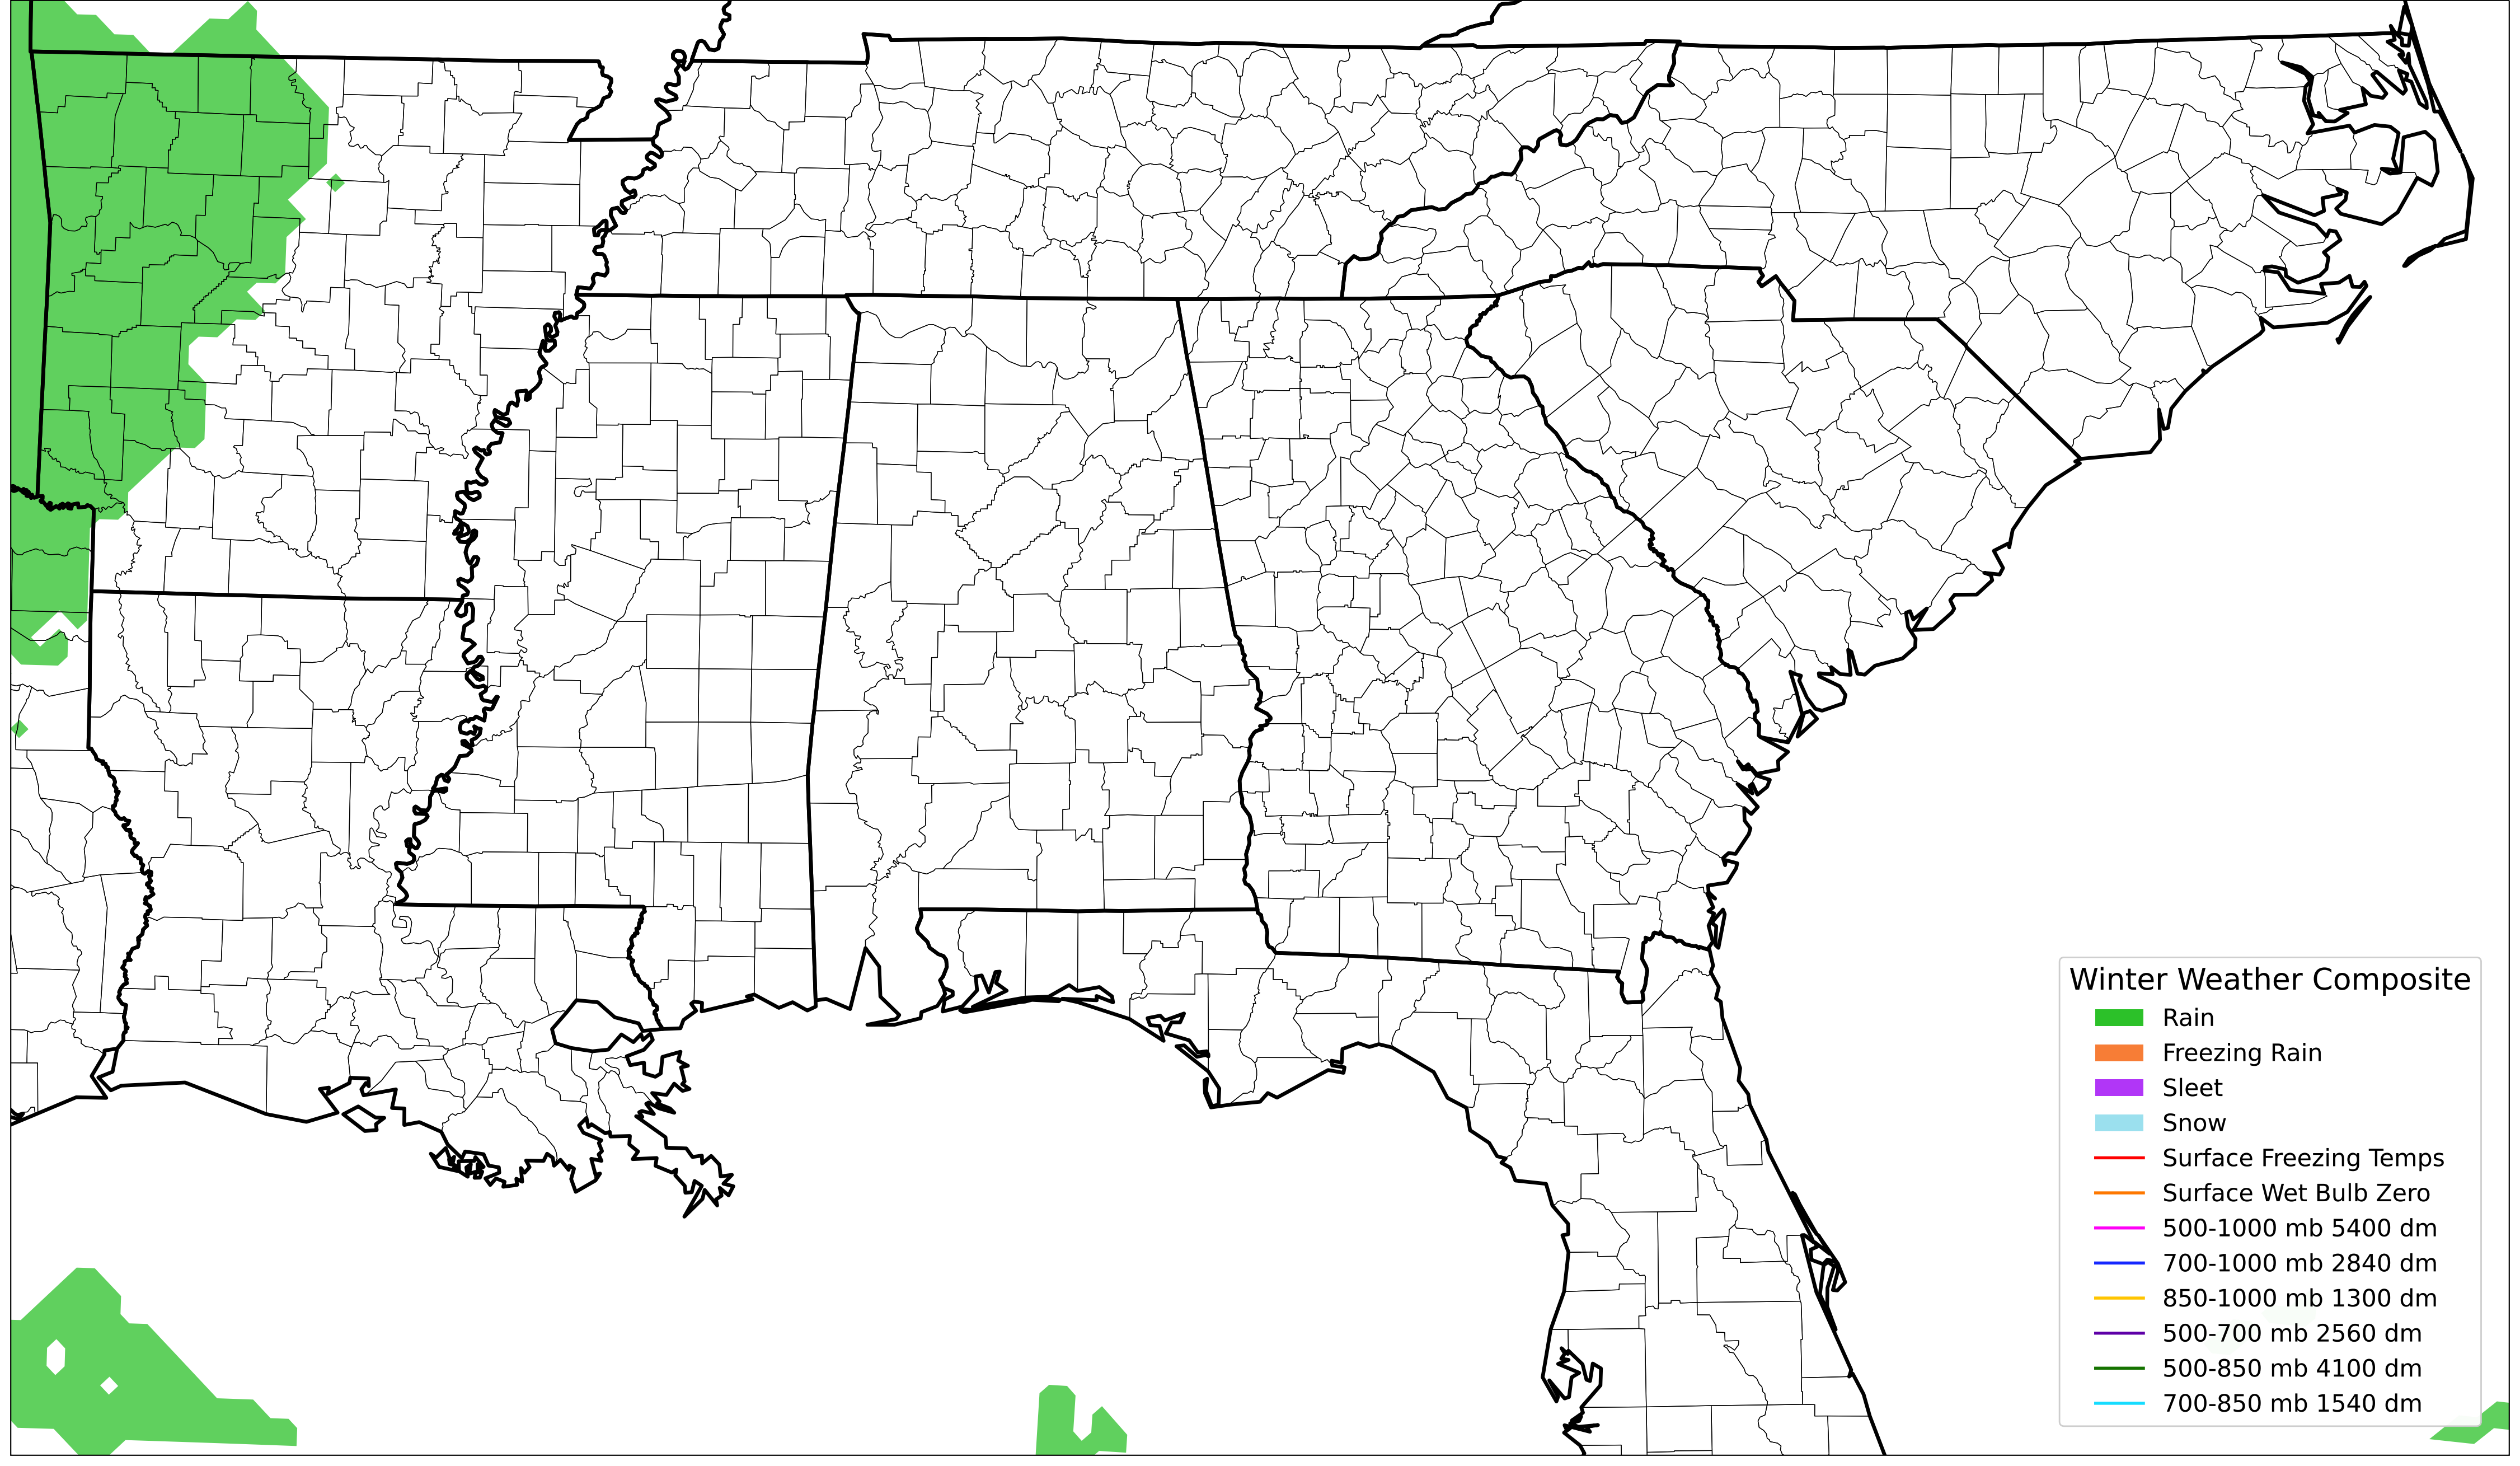 Winter Weather Composite
Rain
Freezing Rain
Sleet
Snow
Surface Freezing Temps
Surface Wet Bulb Zero
500-1000 mb 5400 dm
700-1000 mb 2840 dm
850-1000 mb 1300 dm
500-700 mb 2560 dm
500-850 mb 4100 dm
700-850 mb 1540 dm